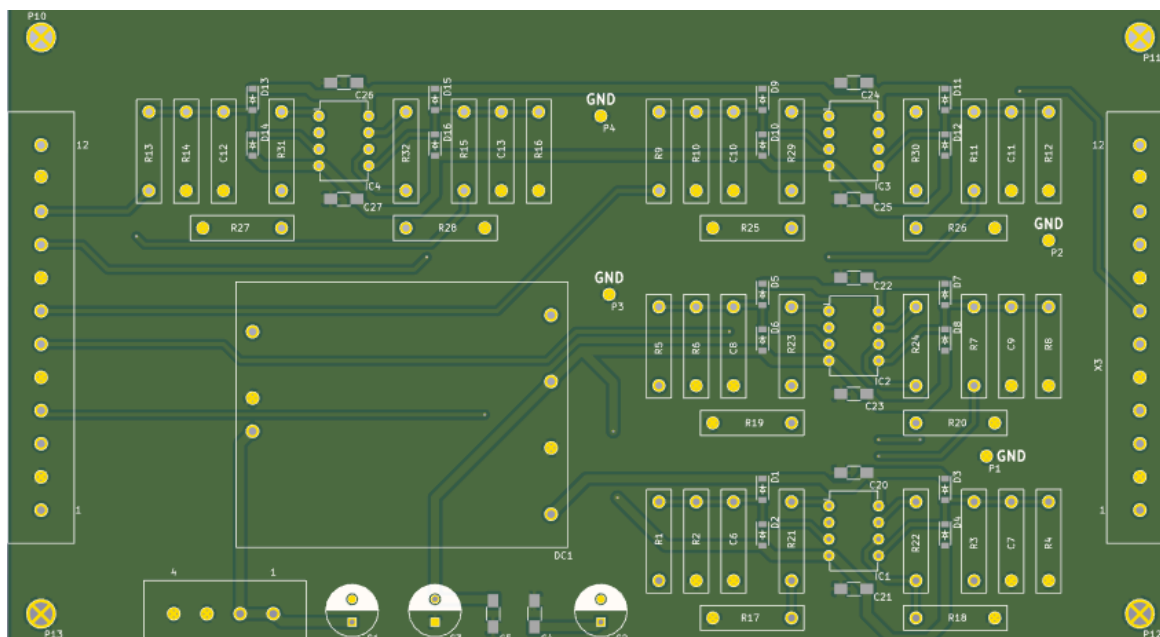 P10
P11
D13
D15
D9
D11
C26
C24
GND
P4
12
R13
R14
C12
D14
R31
IC4
R32
D16
R15
C13
R16
R9
R10
C10
D10
R29
IC3
R30
D12
R11
C11
R12
12
C27
C25
R27
R28
R25
R26
GND
P2
GND
P3
D5
C22
D7
R5
R6
C8
D6
R23
IC2
R24
D8
R7
C9
R8
X3
C23
R19
R20
P1 GND
D1
C20
D3
1
1
R1
R2
C6
D2
R21
IC1
R22
D4
R3
C7
R4
DC1
4
1
C21
R17
R18
P13